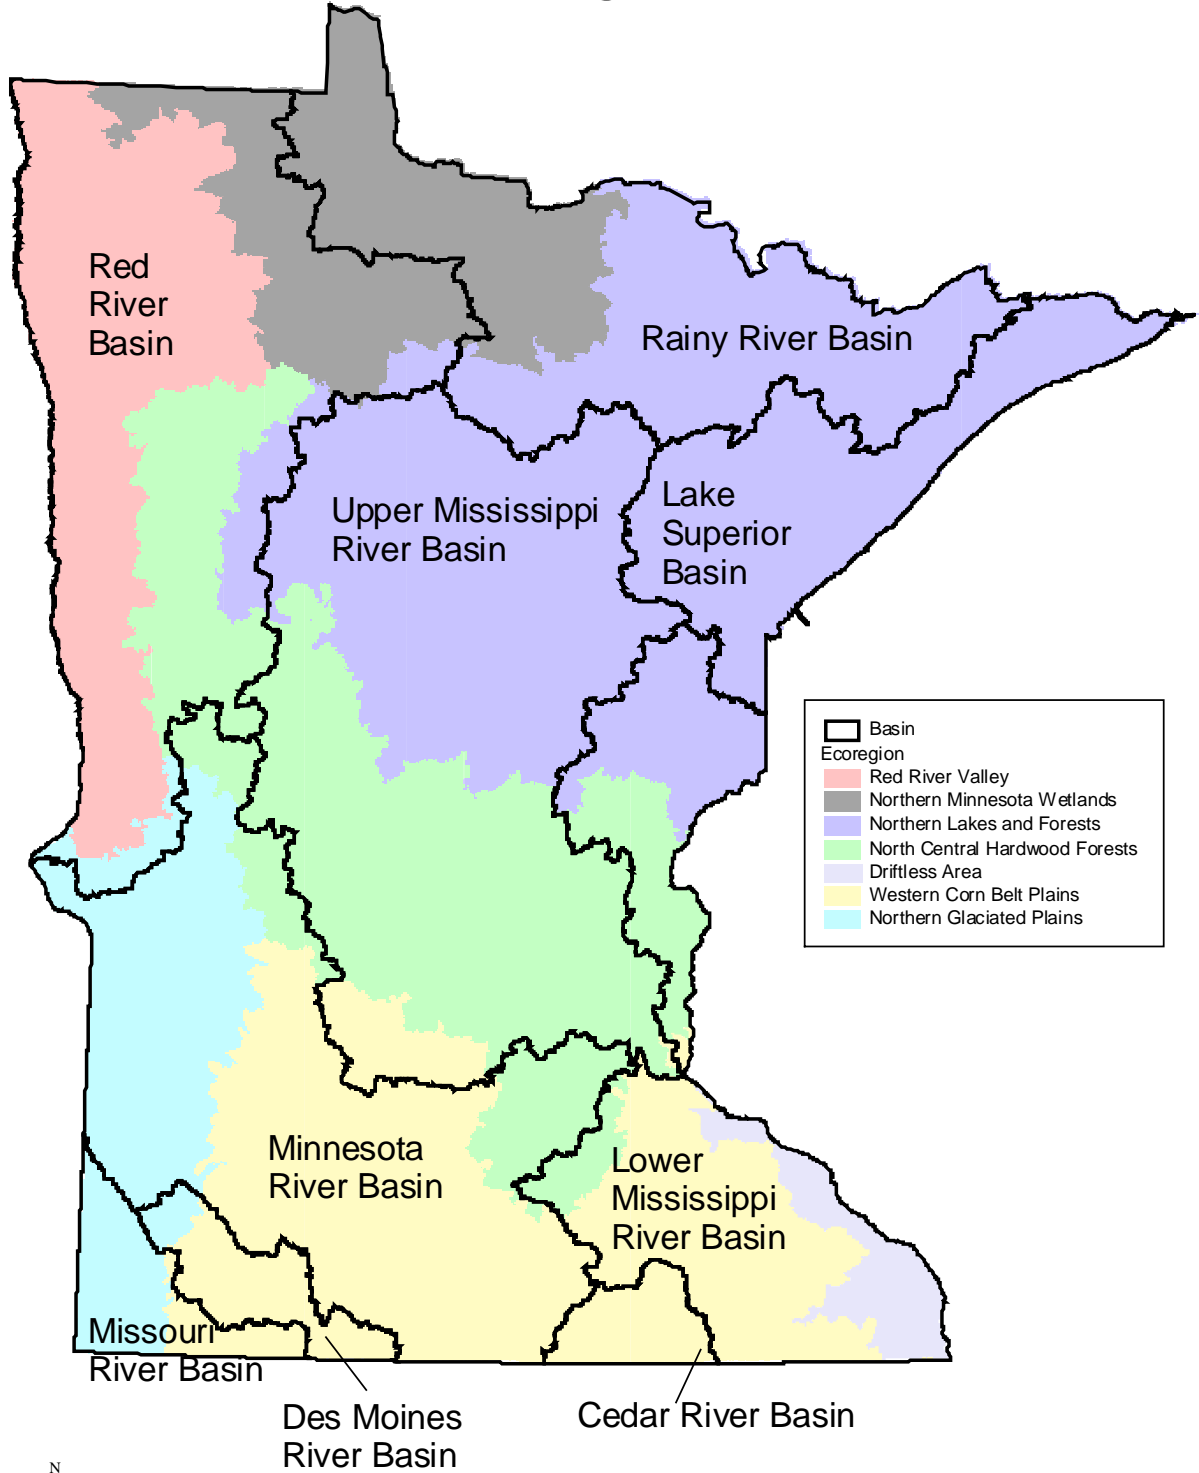 Red
River
Basin
Rainy River Basin
Upper Mississippi
River Basin
Lake
Superior
Basin
Basin
Ecoregion
Red River Valley
Northern Minnesota Wetlands
Northern Lakes and Forests
North Central Hardwood Forests
Driftless Area
Western Corn Belt Plains
Northern Glaciated Plains
Minnesota
River Basin
Lower
Mississippi
River Basin
Missouri
River Basin
Des Moines
River Basin
Cedar River Basin
N